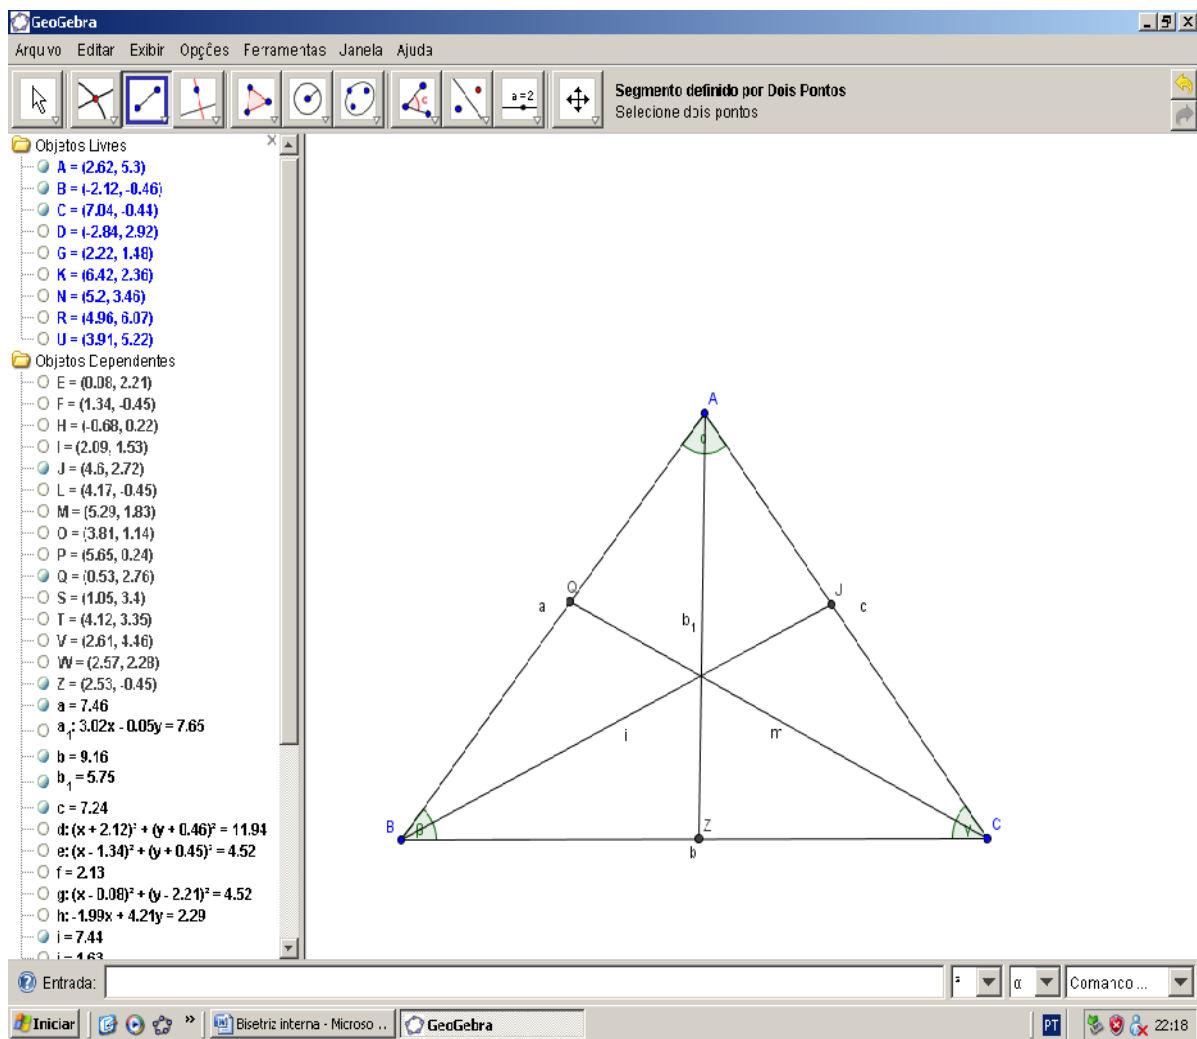 GeoGebra
Arquivo Editar Exibir Opções Ferramentas Janela Ajuda
a=2
Segmento definido por Dois Pontos
Selecione dois pontos
Objetos Livres
A = (2.62, 5.3)
B = (-2.12, -0.46)
C = (7.04, -0.44)
D = (-2.84, 2.92)
G = (2.22, 1.48)
K = (6.42, 2.36)
N = (5.2, 3.46)
R = (4.96, 6.07)
U = (3.91, 5.22)
Objetos Dependentes
E = (0.08, 2.21)
F = (1.34, -0.45)
H = (-0.68, 0.22)
I = (2.09, 1.53)
J = (4.6, 2.72)
L = (4.17, -0.45)
M = (5.29, 1.83)
O = (3.81, 1.14)
P = (5.65, 0.24)
Q = (0.53, 2.76)
S = (1.05, 3.4)
T = (4.12, 3.35)
V = (2.61, 4.46)
W = (2.57, 2.28)
Z = (2.53, -0.45)
a = 7.46
a₁: 3.02x - 0.05y = 7.65
b = 9.16
b₁ = 5.75
c = 7.24
d: (x + 2.12)² + (y + 0.46)² = 11.94
e: (x - 1.34)² + (y + 0.45)² = 4.52
f = 2.13
g: (x - 0.08)² + (y - 2.21)² = 4.52
h: -1.99x + 4.21y = 2.29
i = 7.44
j = 1.63
A
α
Q
J
a
c
b₁
i
m
B
β
Z
γ
C
b
Entrada:
α
Comando ...
Iniciar
»
Bisetriz interna - Microso ..
GeoGebra
PT
22:18